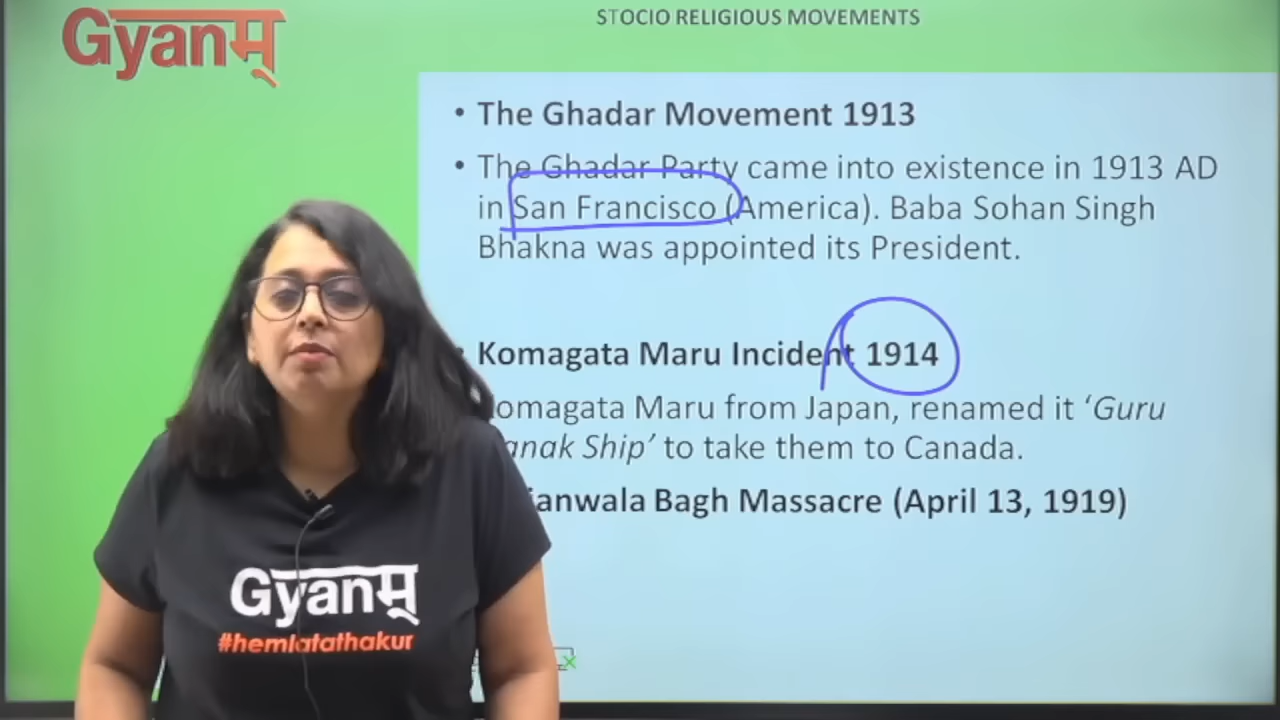 Gyanम्
STOCIO RELIGIOUS MOVEMENTS
• The Ghadar Movement 1913
• The Ghadar Party came into existence in 1913 AD
in San Francisco (America). Baba Sohan Singh
Bhakna was appointed its President.
Komagata Maru Incident 1914
omagata Maru from Japan, renamed it ‘Guru
anak Ship’ to take them to Canada.
ianwala Bagh Massacre (April 13, 1919)
Gyanम्
#hemlatathakur